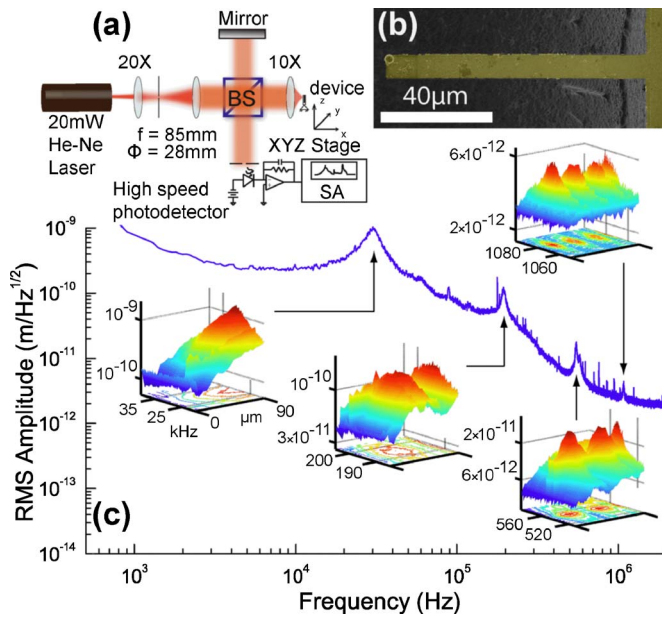 (a)
Mirror
20X
10X
BS
device
z
y
x
20mW
He-Ne
Laser
f = 85mm
Φ = 28mm
XYZ Stage
SA
High speed
photodetector
(b)
40μm
6×10⁻¹²
2×10⁻¹²
1080
1060
10⁻⁹
10⁻¹⁰
35
25
kHz
0
μm
90
10⁻¹⁰
3×10⁻¹¹
200
190
2×10⁻¹¹
6×10⁻¹²
560
520
(c)
RMS Amplitude (m/Hz^{1/2})
10⁻⁹
10⁻¹⁰
10⁻¹¹
10⁻¹²
10⁻¹³
10⁻¹⁴
10³
10⁴
10⁵
10⁶
Frequency (Hz)